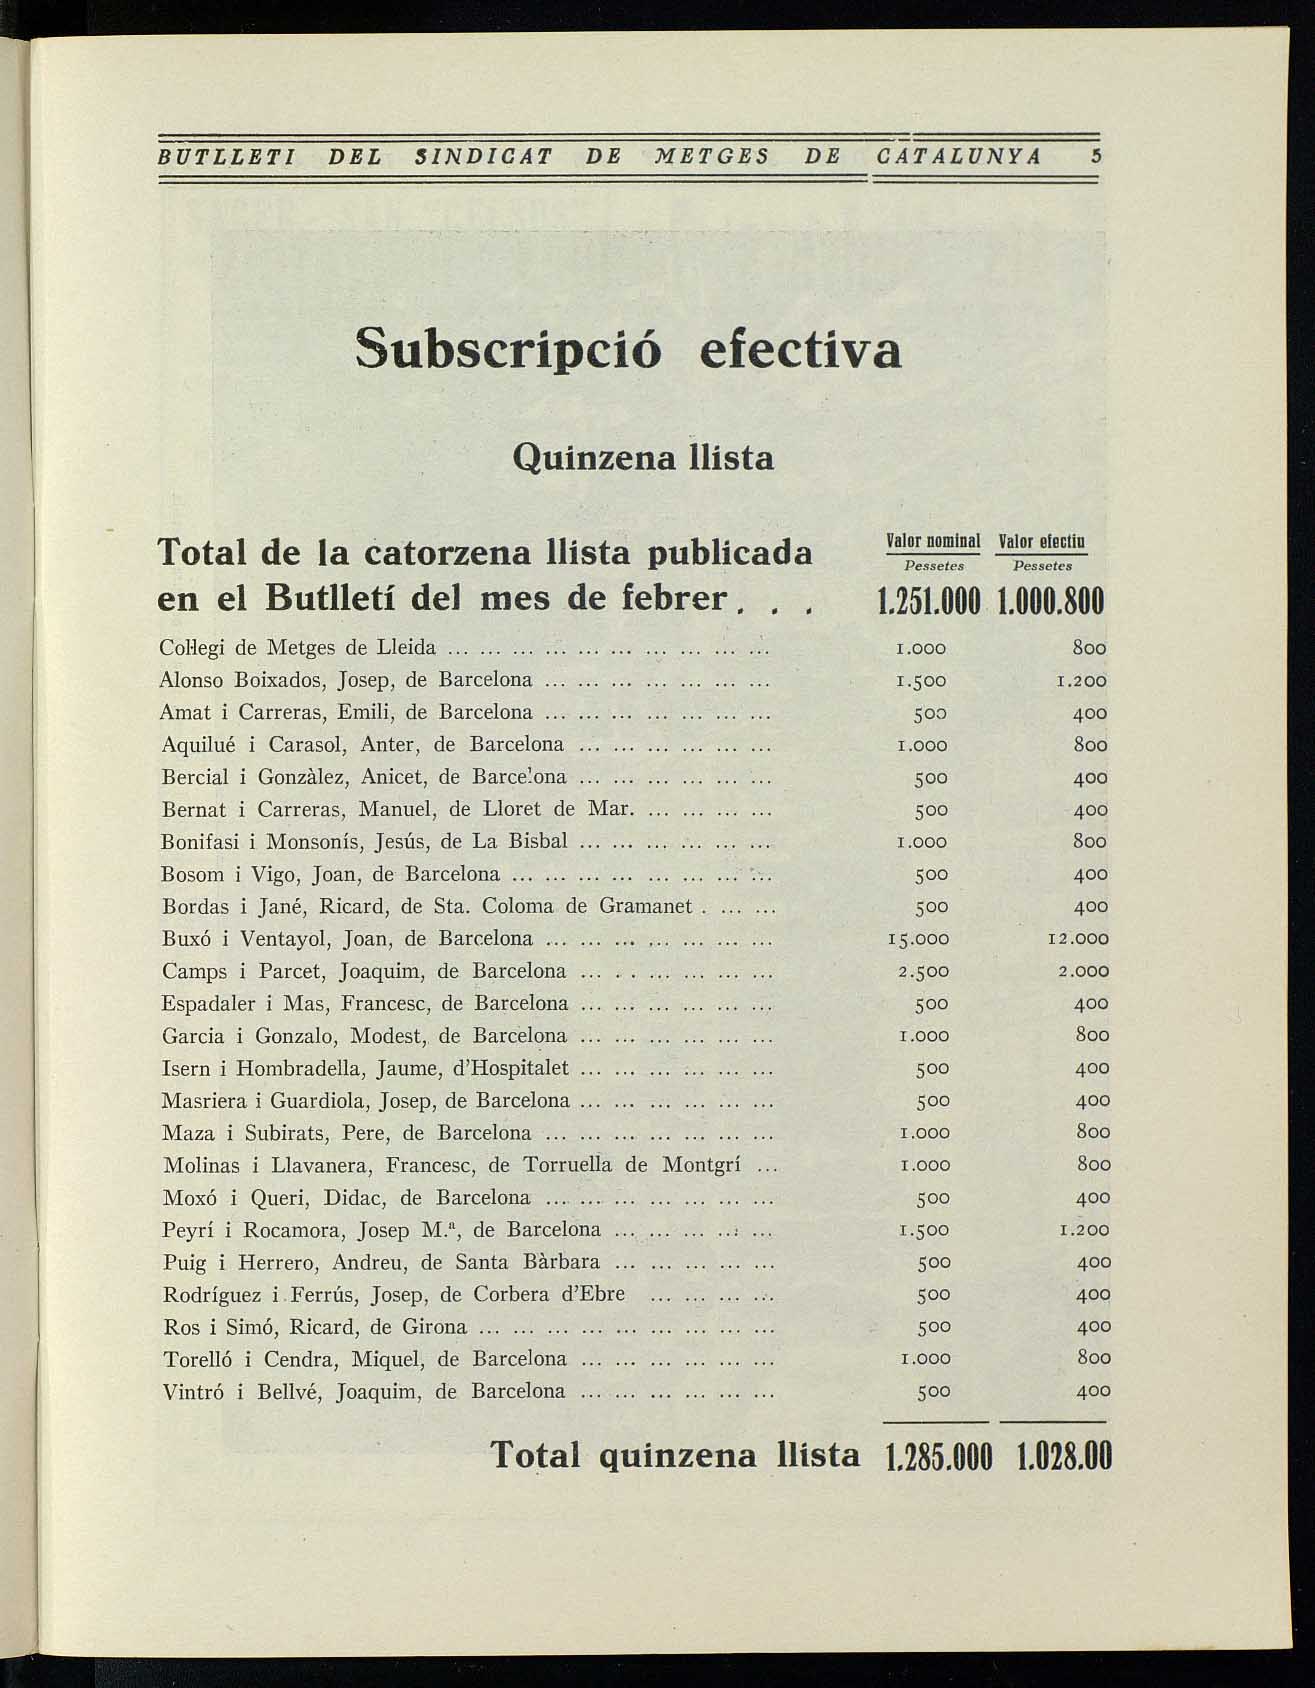 BUTLLETI DEL SINDICAT DE METGES DE CATALUNYA 5
Subscripció efectiva
Quinzena llista
Total de la catorzena llista publicada Valor nominal Valor efectiu
Pessetes Pessetes
en el Butlletí del mes de febrer . . . 1.251.000 1.000.800
Col·legi de Metges de Lleida ... ... ... ... ... ... ... ... ... ... 1.000 800
Alonso Boixados, Josep, de Barcelona ... ... ... ... ... ... ... 1.500 1.200
Amat i Carreras, Emili, de Barcelona ... ... ... ... ... ... ... 500 400
Aquilué i Carasol, Anter, de Barcelona ... ... ... ... ... ... 1.000 800
Bercial i Gonzàlez, Anicet, de Barcelona ... ... ... ... ... ... 500 400
Bernat i Carreras, Manuel, de Lloret de Mar. ... ... ... ... 500 400
Bonifasi i Monsonís, Jesús, de La Bisbal ... ... ... ... ... ... 1.000 800
Bosom i Vigo, Joan, de Barcelona ... ... ... ... ... ... ... ... 500 400
Bordas i Jané, Ricard, de Sta. Coloma de Gramanet . ... ... 500 400
Buxó i Ventayol, Joan, de Barcelona ... ... ... ... ... ... ... 15.000 12.000
Camps i Parcet, Joaquim, de Barcelona ... . . ... ... ... ... 2.500 2.000
Espadaler i Mas, Francesc, de Barcelona ... ... ... ... ... ... 500 400
Garcia i Gonzalo, Modest, de Barcelona ... ... ... ... ... ... 1.000 800
Isern i Hombradella, Jaume, d'Hospitalet ... ... ... ... ... ... 500 400
Masriera i Guardiola, Josep, de Barcelona ... ... ... ... ... ... 500 400
Maza i Subirats, Pere, de Barcelona ... ... ... ... ... ... ... 1.000 800
Molinas i Llavanera, Francesc, de Torruella de Montgrí ... 1.000 800
Moxó i Queri, Didac, de Barcelona ... ... ... ... ... ... ... 500 400
Peyrí i Rocamora, Josep M.ª, de Barcelona ... ... ... ... ... 1.500 1.200
Puig i Herrero, Andreu, de Santa Bàrbara ... ... ... ... ... 500 400
Rodríguez i Ferrús, Josep, de Corbera d'Ebre ... ... ... ... 500 400
Ros i Simó, Ricard, de Girona ... ... ... ... ... ... ... ... ... 500 400
Torelló i Cendra, Miquel, de Barcelona ... ... ... ... ... ... 1.000 800
Vintró i Bellvé, Joaquim, de Barcelona ... ... ... ... ... ... 500 400
Total quinzena llista 1.285.000 1.028.00